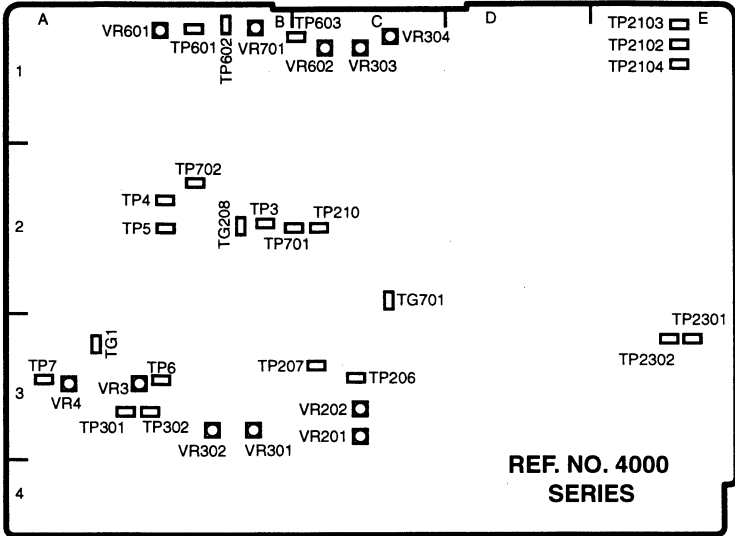 A B C D E
VR601 TP601 TP602 VR701 TP603 VR602 VR303 VR304 TP2103
TP2102
TP2104
1
TP702
TP4
TP5 TG208 TP3 TP701 TP210
2
TG701
TP2301
TP2302
TG1
TP7 VR4 VR3 TP6 TP207 TP206
3
TP301 TP302 VR302 VR301 VR202
VR201
REF. NO. 4000
SERIES
4